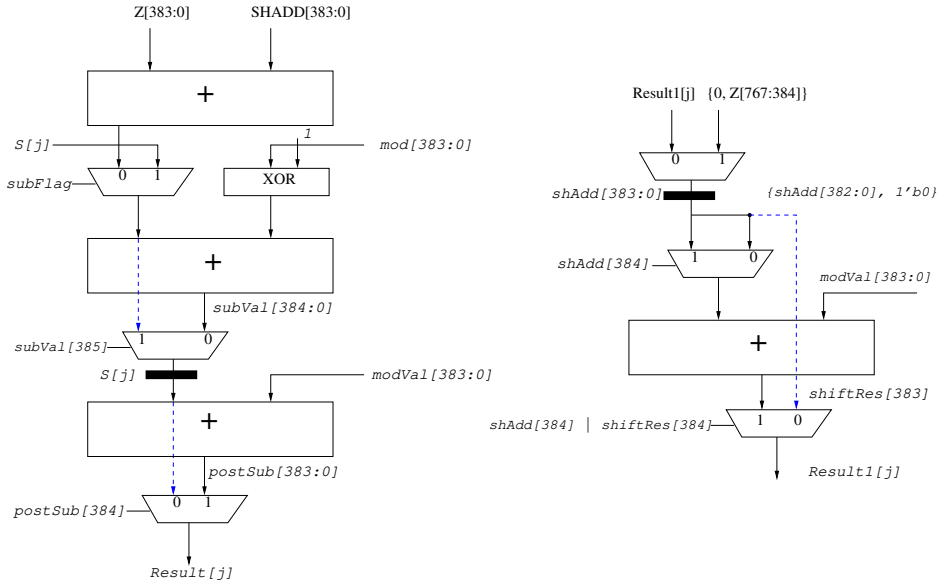 Z[383:0] SHADD[383:0]
+
S[j] 1 mod[383:0]
0 1 XOR
subFlag
+
subVal[384:0]
1 0
subVal[385]
S[j] modVal[383:0]
+
postSub[383:0]
0 1
postSub[384]
Result[j]
Result1[j] {0, Z[767:384]}
0 1
shAdd[383:0] {shAdd[382:0], 1'b0}
1 0
shAdd[384]
modVal[383:0]
+
shiftRes[383]
1 0
shAdd[384] | shiftRes[384]
Result1[j]